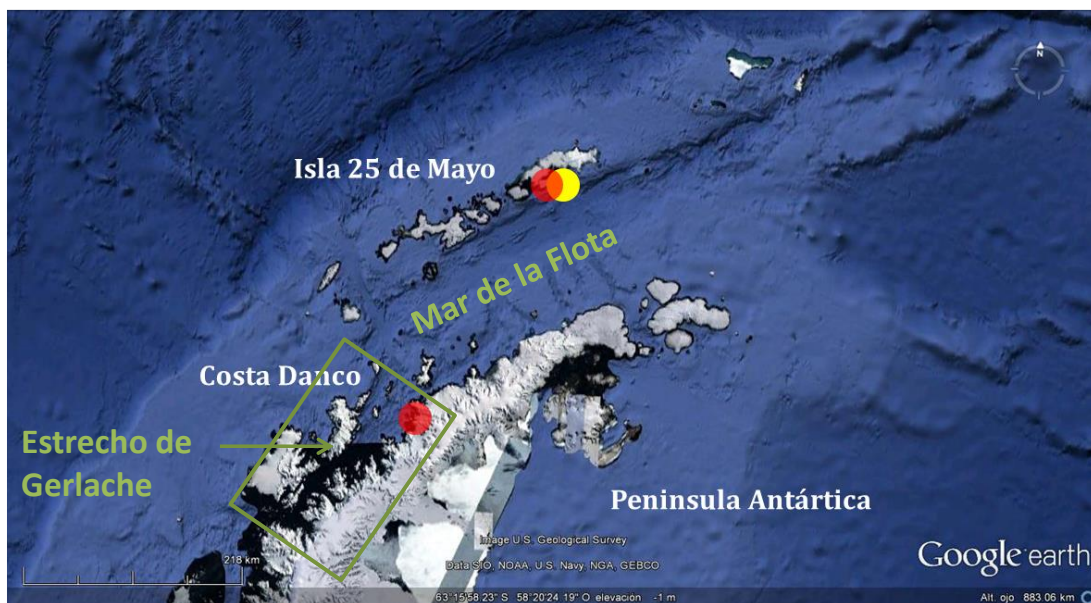 N
Isla 25 de Mayo
Mar de la Flota
Costa Danco
Estrecho de
Gerlache
Peninsula Antártica
Image U.S. Geological Survey
218 km
Data SIO, NOAA, U.S. Navy, NGA, GEBCO
Google earth
63°15'58.23" S 58°20'24.19" O elevación -1 m
Alt. ojo 883.06 km